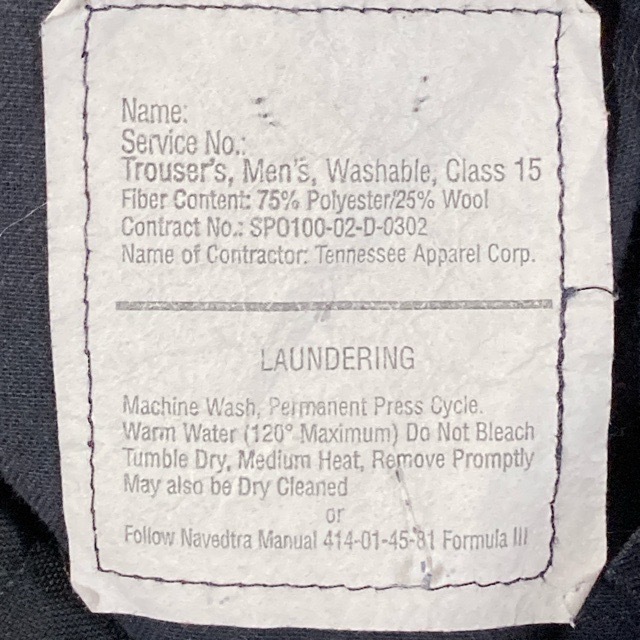 Name:
Service No.:
Trouser's, Men's, Washable, Class 15
Fiber Content: 75% Polyester/25% Wool
Contract No.: SPO100-02-D-0302
Name of Contractor: Tennessee Apparel Corp.
LAUNDERING
Machine Wash, Permanent Press Cycle.
Warm Water (120° Maximum) Do Not Bleach
Tumble Dry, Medium Heat, Remove Promptly
May also be Dry Cleaned
or
Follow Navedtra Manual 414-01-45-81 Formula III